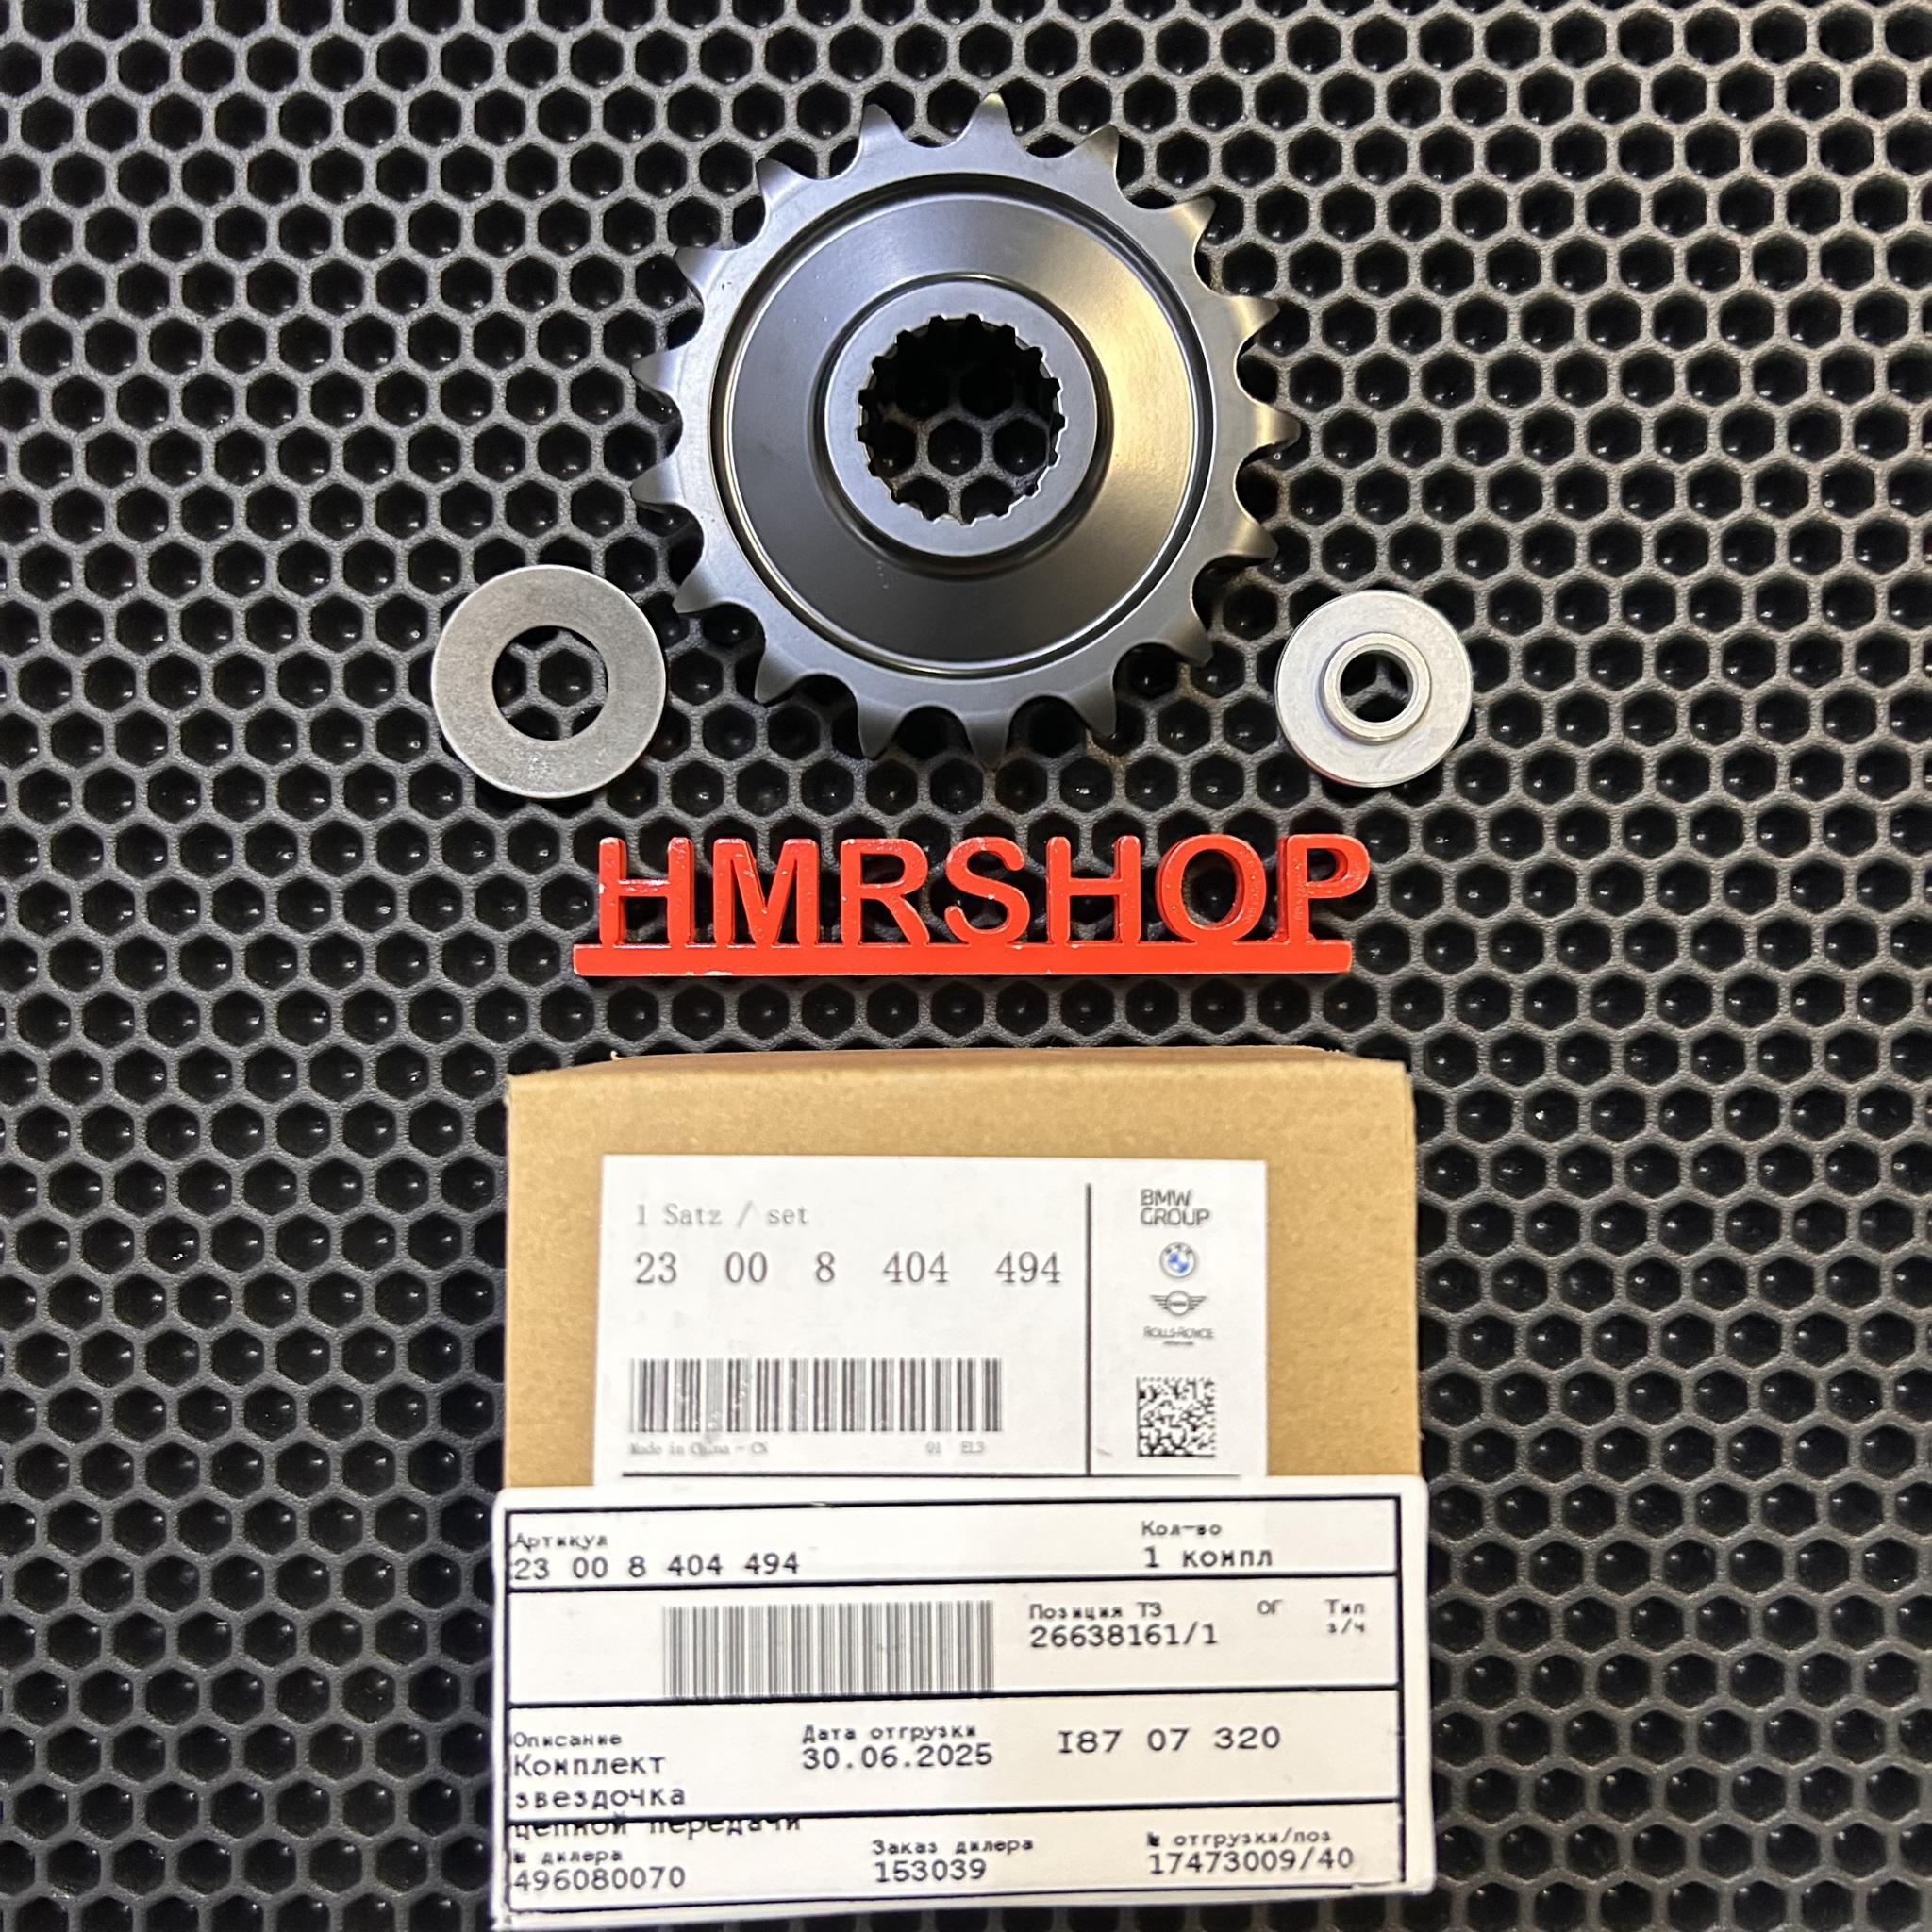 HMRSHOP
1 Satz / set
BMW
GROUP
23 00 8 404 494
ROLLS-ROYCE
Made in China - CN 01 EL3
Артикул Кол-во
23 00 8 404 494 1 компл
Позиция ТЗ ОГ Тип
26638161/1 з/ч
Описание Дата отгрузки I87 07 320
Комплект 30.06.2025
звездочка
цепной передачи
№ дилера Заказ дилера № отгрузки/поз
496080070 153039 17473009/40